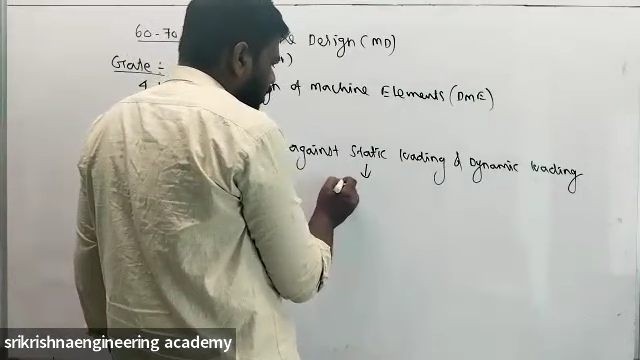 60-70 Design (MD)
Gate :-
of Machine Elements (DME)
against Static loading & Dynamic loading
↓
srikrishnaengineering academy